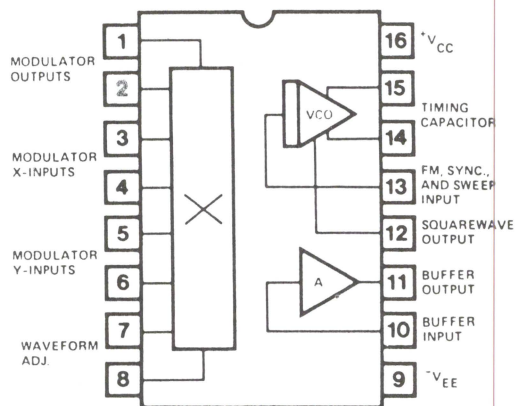 1
MODULATOR
OUTPUTS
2
3
MODULATOR
X-INPUTS
4
5
MODULATOR
Y-INPUTS
6
7
WAVEFORM
ADJ.
8
VCO
A
16
+VCC
15
TIMING
CAPACITOR
14
13
FM, SYNC.,
AND SWEEP
INPUT
12
SQUAREWAVE
OUTPUT
11
BUFFER
OUTPUT
10
BUFFER
INPUT
9
-VEE